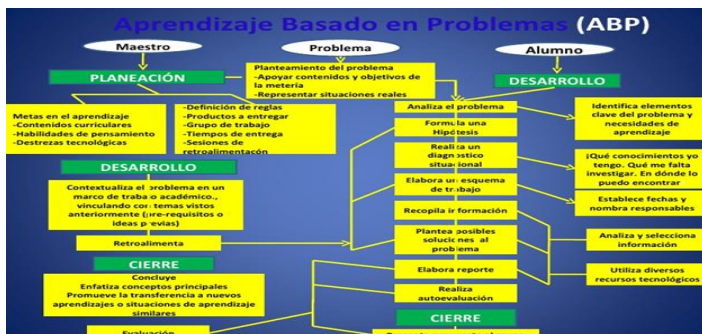 Aprendizaje Basado en Problemas (ABP)
Maestro
Problema
Alumno
PLANEACIÓN
Planteamiento del problema
-Apoyar contenidos y objetivos de
la metería
-Representar situaciones reales
DESARROLLO
Metas en el aprendizaje
-Contenidos curriculares
-Habilidades de pensamiento
-Destrezas tecnológicas
-Definición de reglas
-Productos a entregar
-Grupo de trabajo
-Tiempos de entrega
-Sesiones de
retroalimentacón
Analiza el problema
Formula una
Hipótesis
Realiza un
diagnostico
situacional
Elabora un esquema
de trabajo
Recopila información
Plantea posibles
soluciones al
problema
Elabora reporte
Realiza
autoevaluación
Identifica elementos
clave del problema y
necesidades de
aprendizaje
¡Qué conocimientos yo
tengo. Qué me falta
investigar. En dónde lo
puedo encontrar
Establece fechas y
nombra responsables
Analiza y selecciona
información
Utiliza diversos
recursos tecnológicos
DESARROLLO
Contextualiza el problema en un
marco de trabajo académico.,
vinculando con temas vistos
anteriormente (pre-requisitos o
ideas previas)
Retroalimenta
CIERRE
Concluye
Enfatiza conceptos principales
Promueve la transferencia a nuevos
aprendizajes o situaciones de aprendizaje
similares
Evaluación
CIERRE